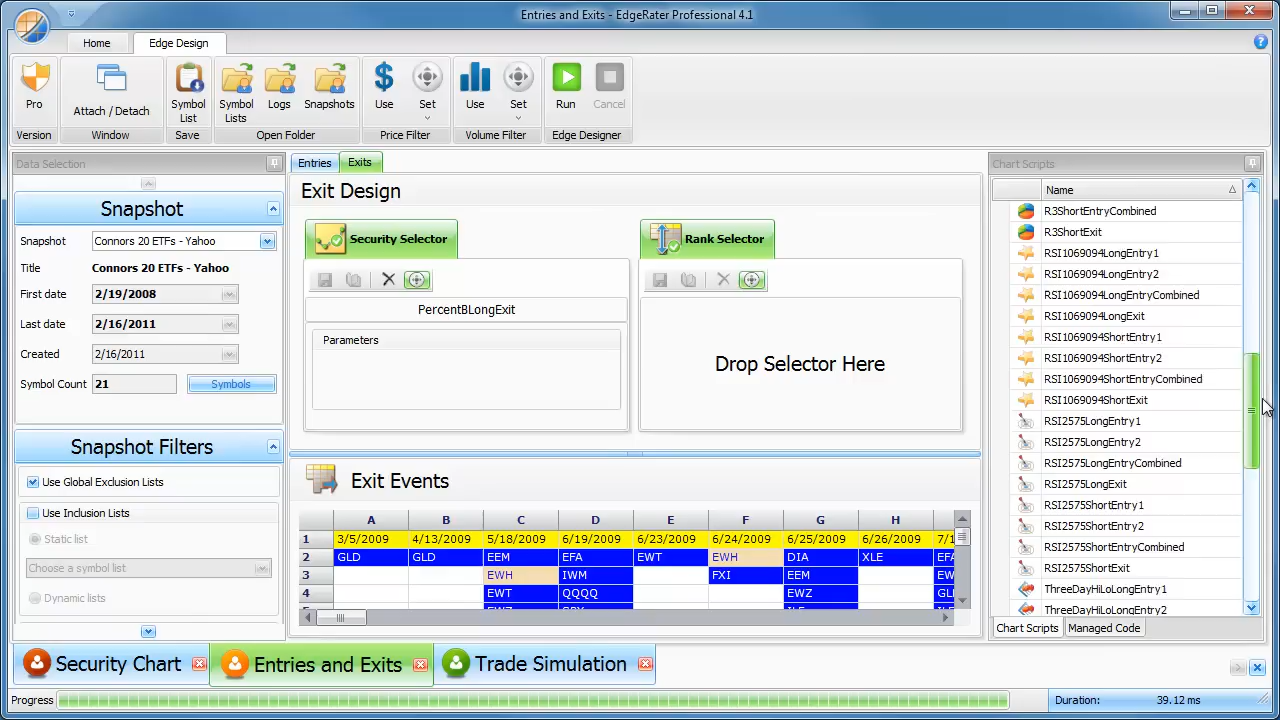 Entries and Exits - EdgeRater Professional 4.1
Home
Edge Design
Pro
Attach / Detach
Symbol List
Symbol Lists
Logs
Snapshots
Use
Set
Use
Set
Run
Cancel
Version
Window
Save
Open Folder
Price Filter
Volume Filter
Edge Designer
Data Selection
Snapshot
Snapshot
Connors 20 ETFs - Yahoo
Title
Connors 20 ETFs - Yahoo
First date
2/19/2008
Last date
2/16/2011
Created
2/16/2011
Symbol Count
21
Symbols
Snapshot Filters
Use Global Exclusion Lists
Use Inclusion Lists
Static list
Choose a symbol list
Dynamic lists
Entries
Exits
Exit Design
Security Selector
PercentBLongExit
Parameters
Rank Selector
Drop Selector Here
Exit Events
A B C D E F G H
1 3/5/2009 4/13/2009 5/18/2009 6/19/2009 6/23/2009 6/24/2009 6/25/2009 6/26/2009 7/1
2 GLD GLD EEM EFA EWT EWH DIA XLE EFA
3 EWH IWM FXI EEM EW
4 EWT QQQQ EWZ GL
Chart Scripts
Name
R3ShortEntryCombined
R3ShortExit
RSI1069094LongEntry1
RSI1069094LongEntry2
RSI1069094LongEntryCombined
RSI1069094LongExit
RSI1069094ShortEntry1
RSI1069094ShortEntry2
RSI1069094ShortEntryCombined
RSI1069094ShortExit
RSI2575LongEntry1
RSI2575LongEntry2
RSI2575LongEntryCombined
RSI2575LongExit
RSI2575ShortEntry1
RSI2575ShortEntry2
RSI2575ShortEntryCombined
RSI2575ShortExit
ThreeDayHiLoLongEntry1
ThreeDayHiLoLongEntry2
Chart Scripts
Managed Code
Security Chart
Entries and Exits
Trade Simulation
Progress
Duration: 39.12 ms